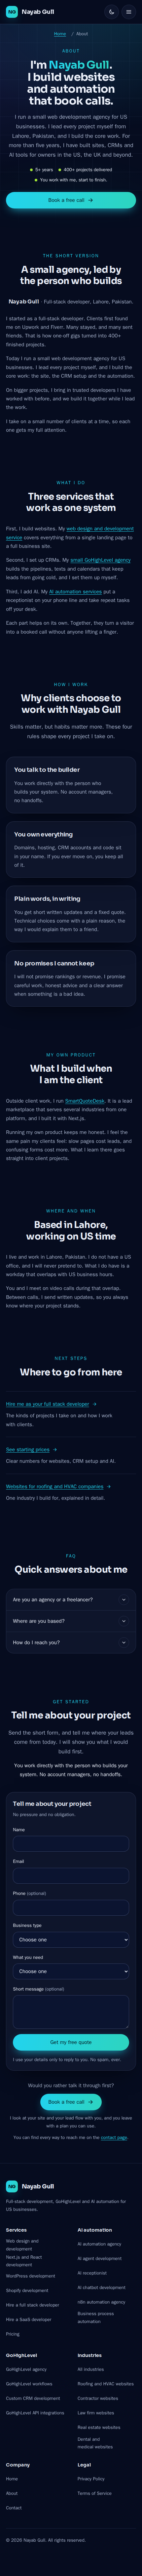 NG Nayab Gull
Home / About
ABOUT
I'm Nayab Gull.
I build websites
and automation
that book calls.
I run a small web development agency for US
businesses. I lead every project myself from
Lahore, Pakistan, and I do the core work. For
more than five years, I have built sites, CRMs and
AI tools for owners in the US, the UK and beyond.
5+ years
400+ projects delivered
You work with me, start to finish.
Book a free call →
THE SHORT VERSION
A small agency, led by
the person who builds
Nayab Gull · Full-stack developer, Lahore, Pakistan.
I started as a full-stack developer. Clients first found
me on Upwork and Fiverr. Many stayed, and many sent
friends. That is how one-off gigs turned into 400+
finished projects.
Today I run a small web development agency for US
businesses. I lead every project myself, and I build the
core work: the site, the CRM setup and the automation.
On bigger projects, I bring in trusted developers I have
worked with before, and we build it together while I lead
the work.
I take on a small number of clients at a time, so each
one gets my full attention.
WHAT I DO
Three services that
work as one system
First, I build websites. My web design and development
service covers everything from a single landing page to
a full business site.
Second, I set up CRMs. My small GoHighLevel agency
builds the pipelines, texts and calendars that keep
leads from going cold, and I set them up myself.
Third, I add AI. My AI automation services put a
receptionist on your phone line and take repeat tasks
off your desk.
Each part helps on its own. Together, they turn a visitor
into a booked call without anyone lifting a finger.
HOW I WORK
Why clients choose to
work with Nayab Gull
Skills matter, but habits matter more. These four
rules shape every project I take on.
You talk to the builder
You work directly with the person who
builds your system. No account managers,
no handoffs.
You own everything
Domains, hosting, CRM accounts and code sit
in your name. If you ever move on, you keep all
of it.
Plain words, in writing
You get short written updates and a fixed quote.
Technical choices come with a plain reason, the
way I would explain them to a friend.
No promises I cannot keep
I will not promise rankings or revenue. I promise
careful work, honest advice and a clear answer
when something is a bad idea.
MY OWN PRODUCT
What I build when
I am the client
Outside client work, I run SmartQuoteDesk. It is a lead
marketplace that serves several industries from one
platform, and I built it with Next.js.
Running my own product keeps me honest. I feel the
same pain my clients feel: slow pages cost leads, and
confusing forms cost more. What I learn there goes
straight into client projects.
WHERE AND WHEN
Based in Lahore,
working on US time
I live and work in Lahore, Pakistan. I do not have a US
office, and I will never pretend to. What I do have is a
workday that overlaps with US business hours.
You and I meet on video calls during that overlap.
Between calls, I send written updates, so you always
know where your project stands.
NEXT STEPS
Where to go from here
Hire me as your full stack developer →
The kinds of projects I take on and how I work
with clients.
See starting prices →
Clear numbers for websites, CRM setup and AI.
Websites for roofing and HVAC companies →
One industry I build for, explained in detail.
FAQ
Quick answers about me
Are you an agency or a freelancer?
Where are you based?
How do I reach you?
GET STARTED
Tell me about your project
Send the short form, and tell me where your leads
come from today. I will show you what I would
build first.
You work directly with the person who builds your
system. No account managers, no handoffs.
Tell me about your project
No pressure and no obligation.
Name
Email
Phone (optional)
Business type
Choose one
What you need
Choose one
Short message (optional)
Get my free quote
I use your details only to reply to you. No spam, ever.
Would you rather talk it through first?
Book a free call →
I look at your site and your lead flow with you, and you leave
with a plan you can use.
You can find every way to reach me on the contact page.
NG Nayab Gull
Full-stack development, GoHighLevel and AI automation for
US businesses.
Services
Web design and
development
Next.js and React
development
WordPress development
Shopify development
Hire a full stack developer
Hire a SaaS developer
Pricing
AI automation
AI automation agency
AI agent development
AI receptionist
AI chatbot development
n8n automation agency
Business process
automation
GoHighLevel
GoHighLevel agency
GoHighLevel workflows
Custom CRM development
GoHighLevel API integrations
Industries
All industries
Roofing and HVAC websites
Contractor websites
Law firm websites
Real estate websites
Dental and
medical websites
Company
Home
About
Contact
Legal
Privacy Policy
Terms of Service
© 2026 Nayab Gull. All rights reserved.